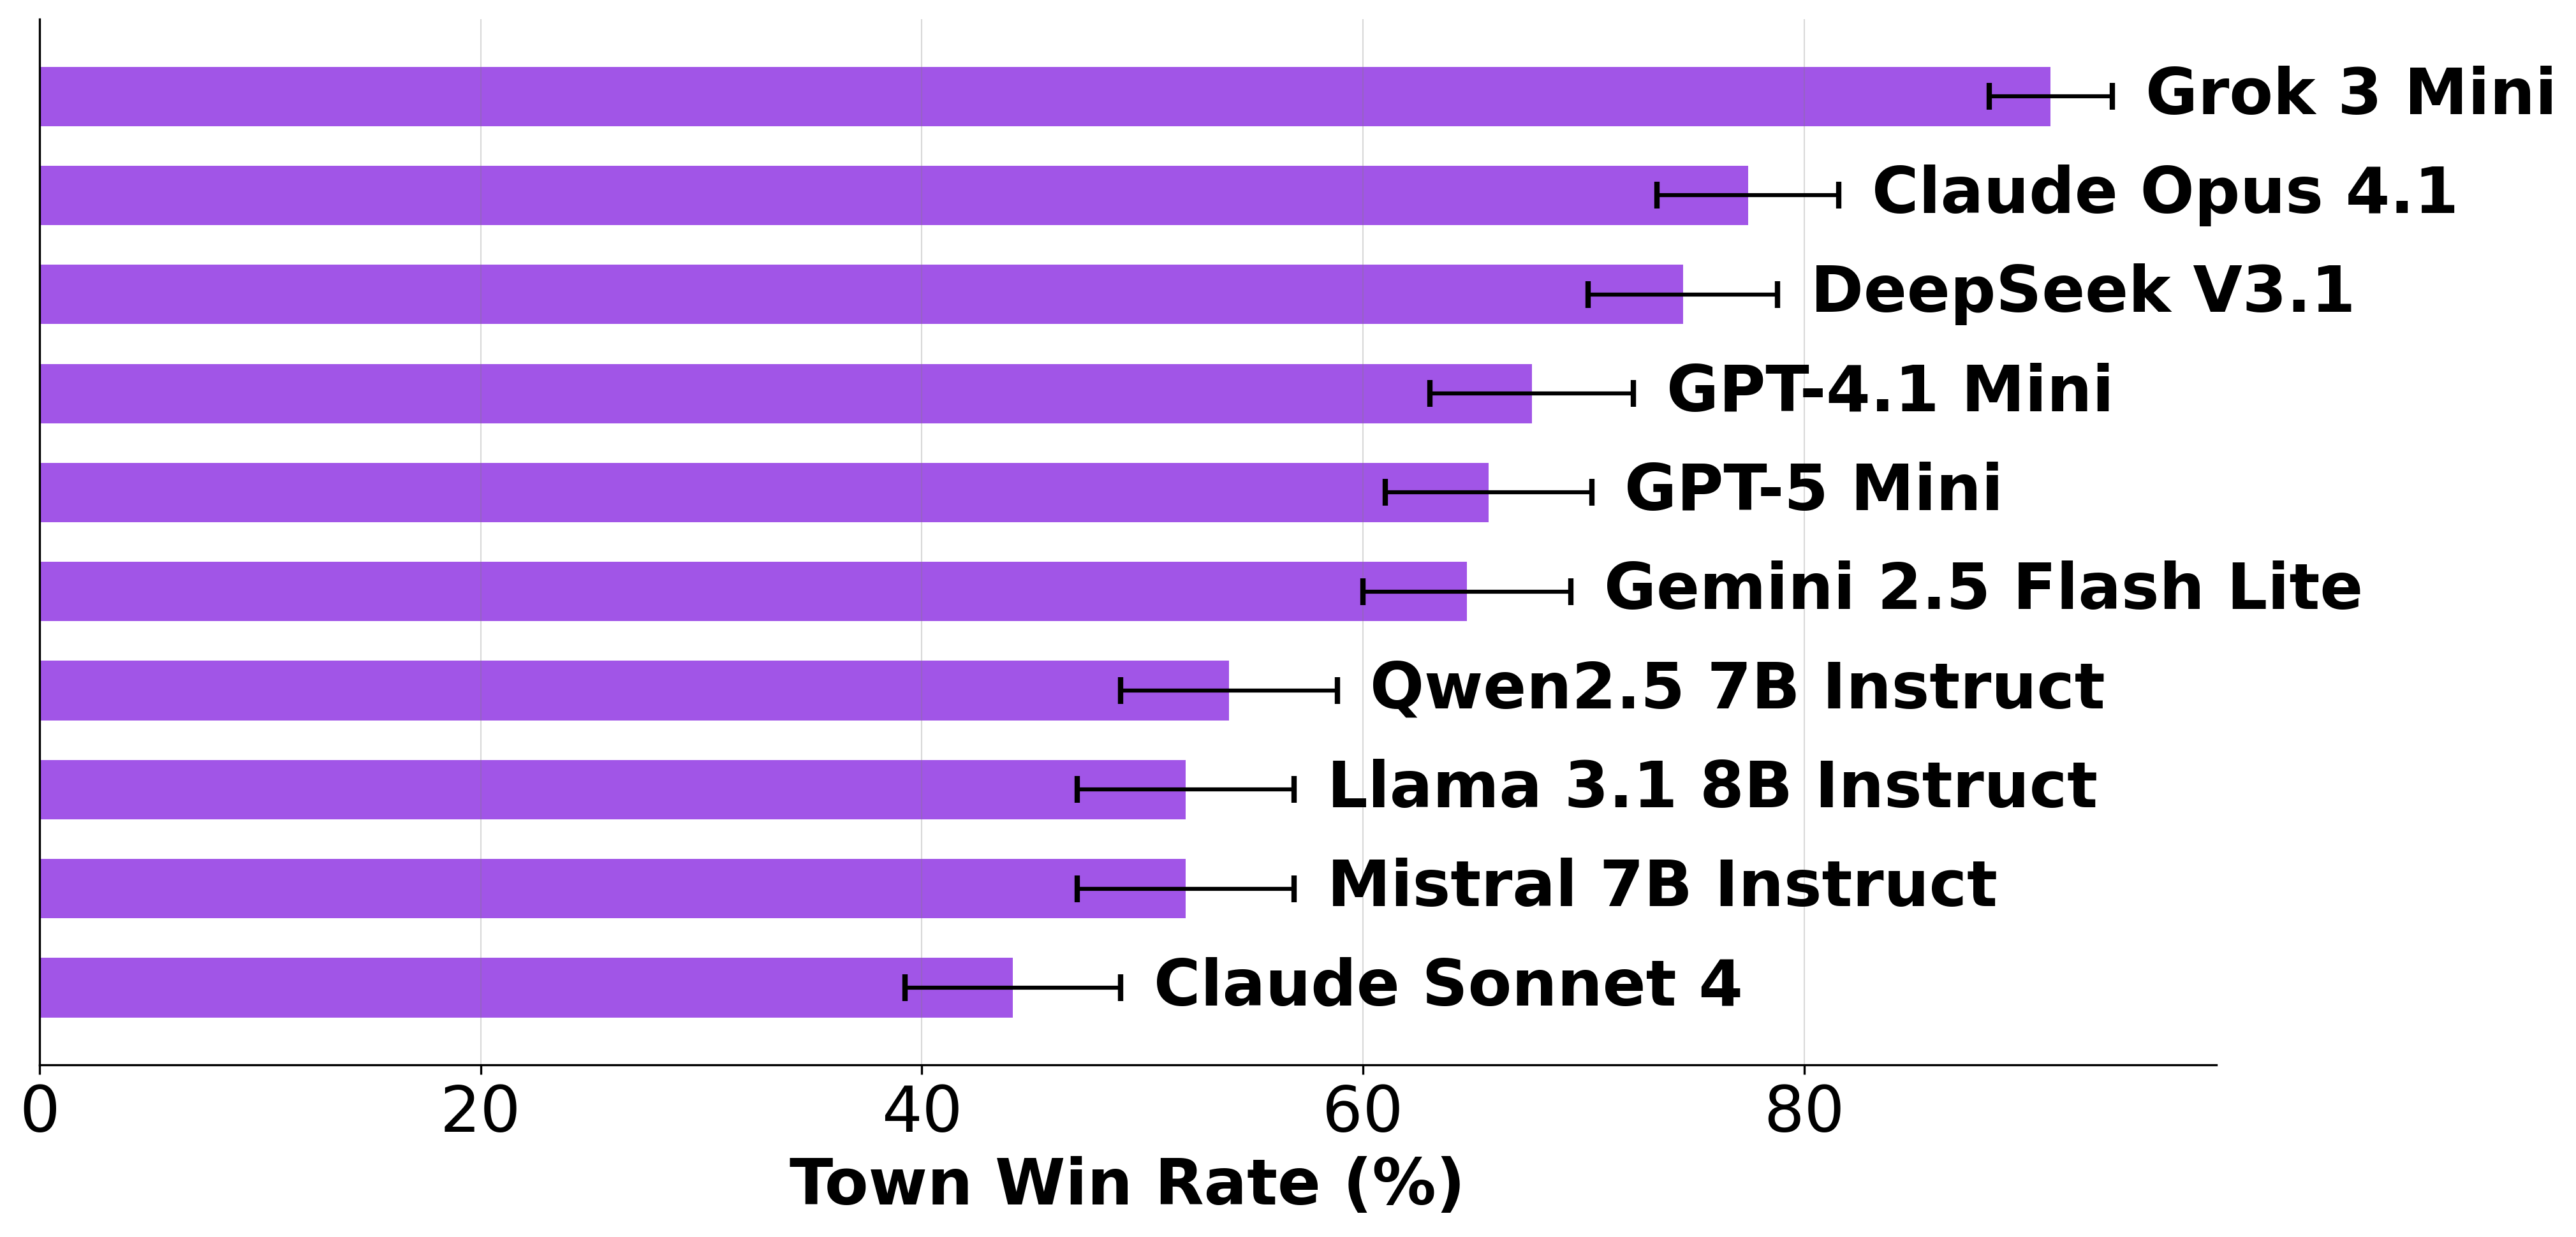 Grok 3 Mini
Claude Opus 4.1
DeepSeek V3.1
GPT-4.1 Mini
GPT-5 Mini
Gemini 2.5 Flash Lite
Qwen2.5 7B Instruct
Llama 3.1 8B Instruct
Mistral 7B Instruct
Claude Sonnet 4
0 20 40 60 80
Town Win Rate (%)